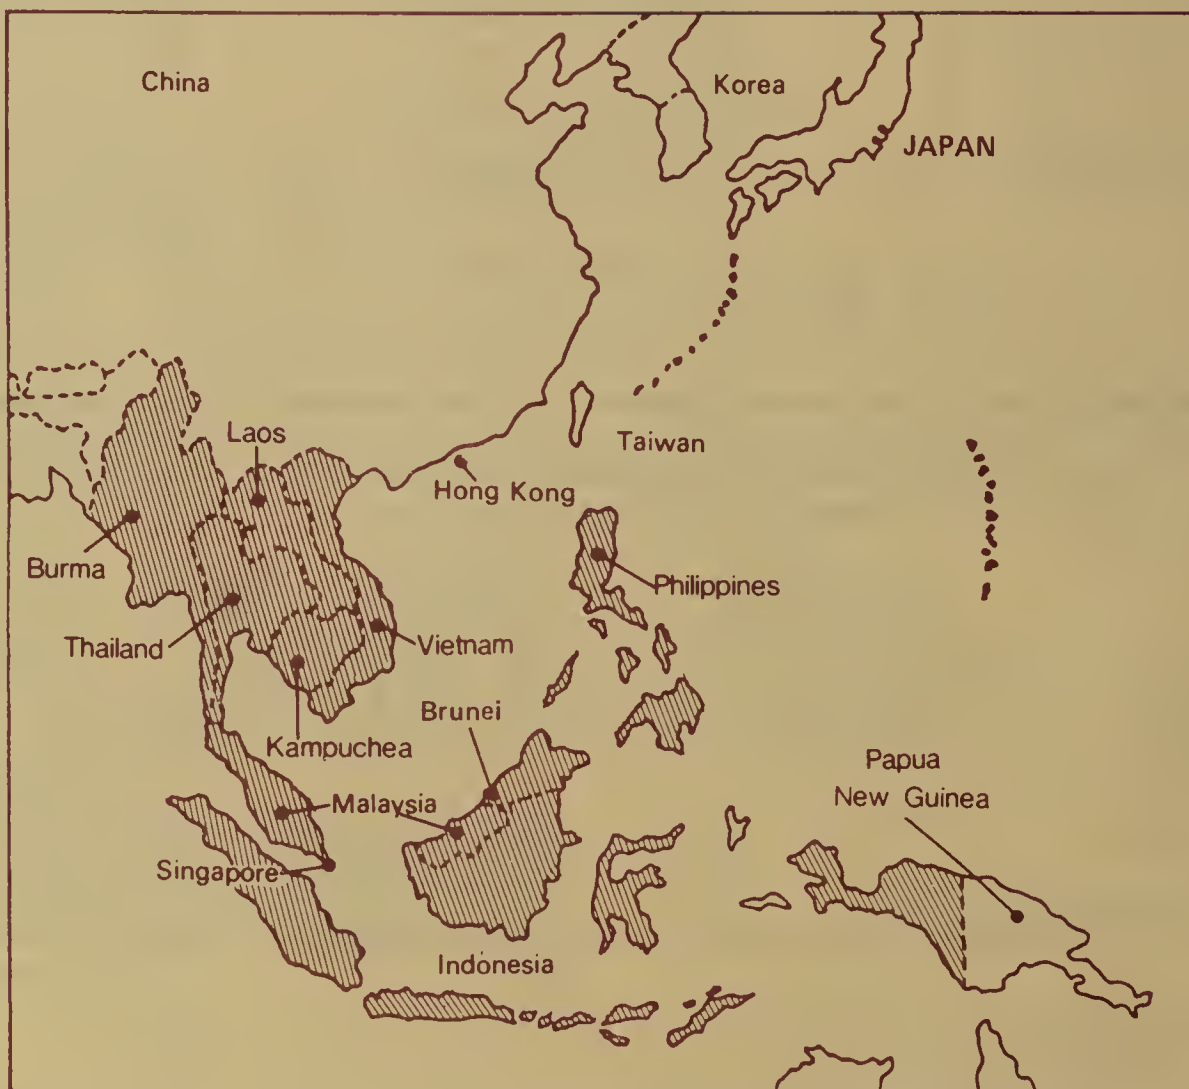 China
Korea
JAPAN
Laos
Taiwan
Hong Kong
Burma
Philippines
Thailand
Vietnam
Brunei
Kampuchea
Papua
New Guinea
Malaysia
Singapore
Indonesia